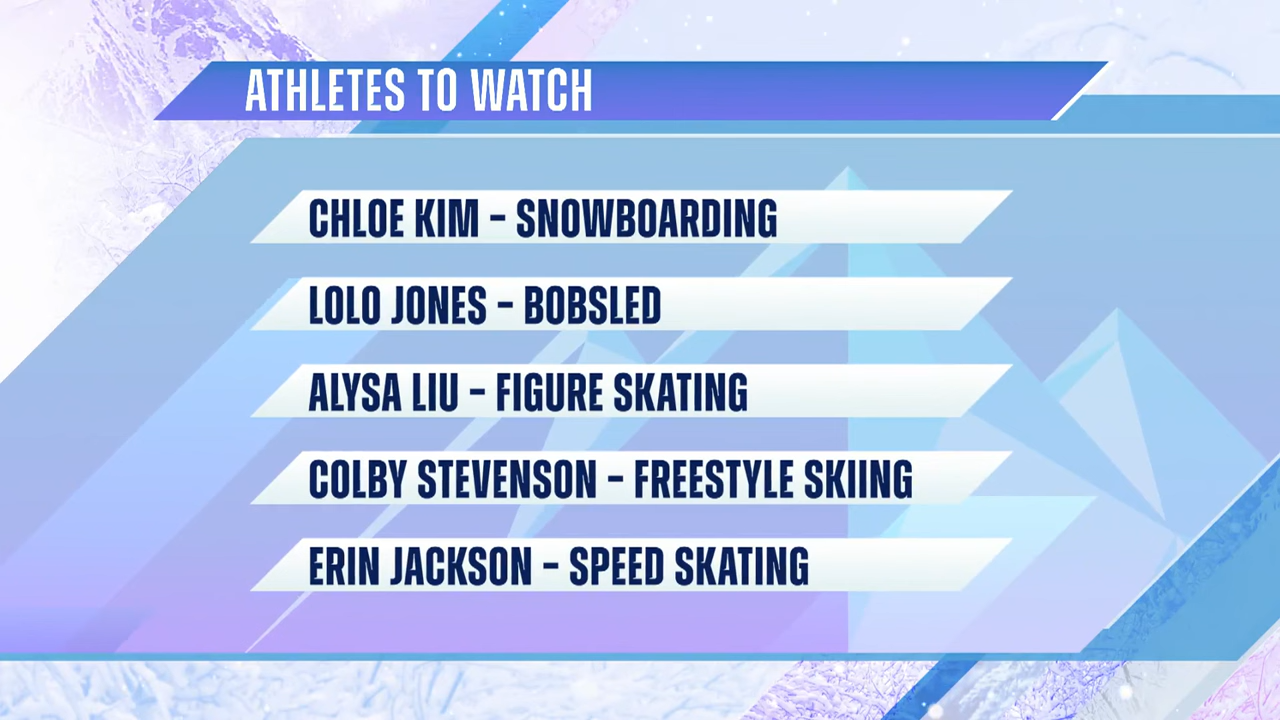 ATHLETES TO WATCH
CHLOE KIM – SNOWBOARDING
LOLO JONES – BOBSLED
ALYSA LIU – FIGURE SKATING
COLBY STEVENSON – FREESTYLE SKIING
ERIN JACKSON – SPEED SKATING